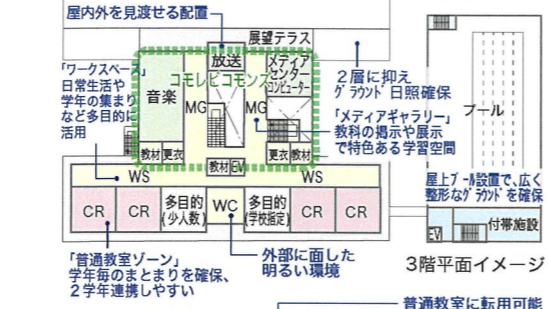 屋内外を見渡せる配置
展望テラス
放送
メディア
センター
コンピューター
コモレビコモンズ
音楽
MG
MG
「ワークスペース」
日常生活や
学年の集まり
など多目的に
活用
2層に抑え
グラウンド日照確保
「メディアギャラリー」
教科の掲示や展示
で特色ある学習空間
プール
教材
更衣
教材
EV
更衣
教材
WS
WS
屋上プール設置で、広く
整形なグラウンドを確保
CR
CR
多目的
(少人数)
WC
多目的
(学校指定)
CR
CR
EV
付帯施設
「普通教室ゾーン」
学年毎のまとまりを確保、
2学年連携しやすい
外部に面した
明るい環境
3階平面イメージ
普通教室に転用可能